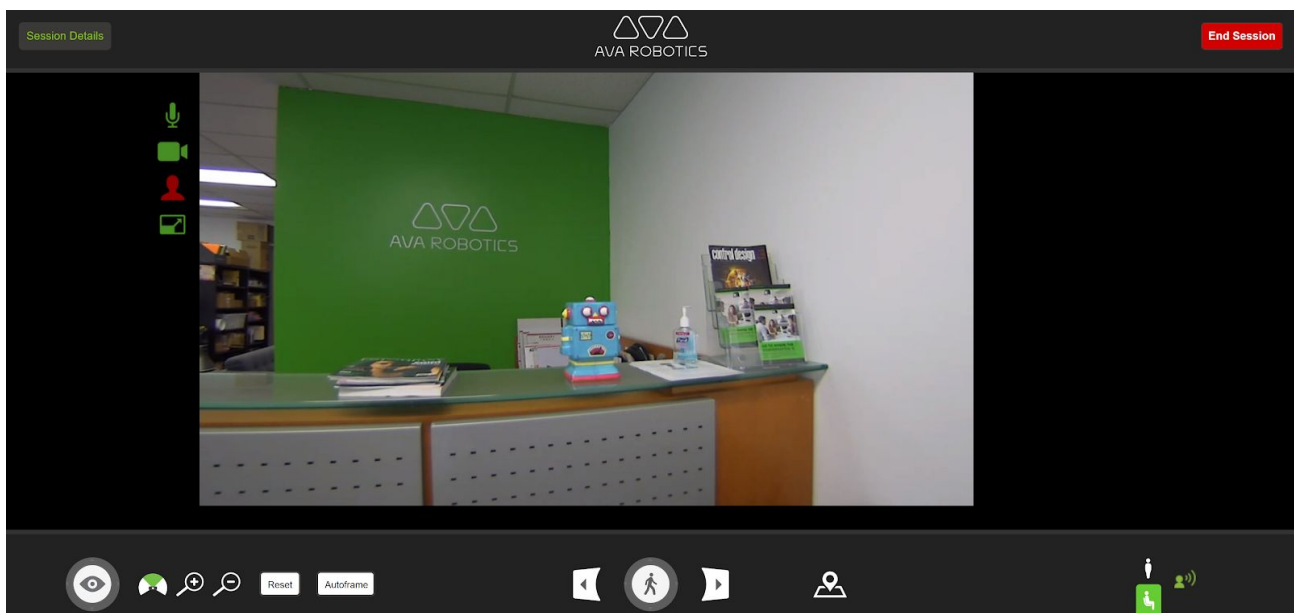 Session Details
AVA ROBOTICS
End Session
AVA ROBOTICS
control design
Reset
Autoframe